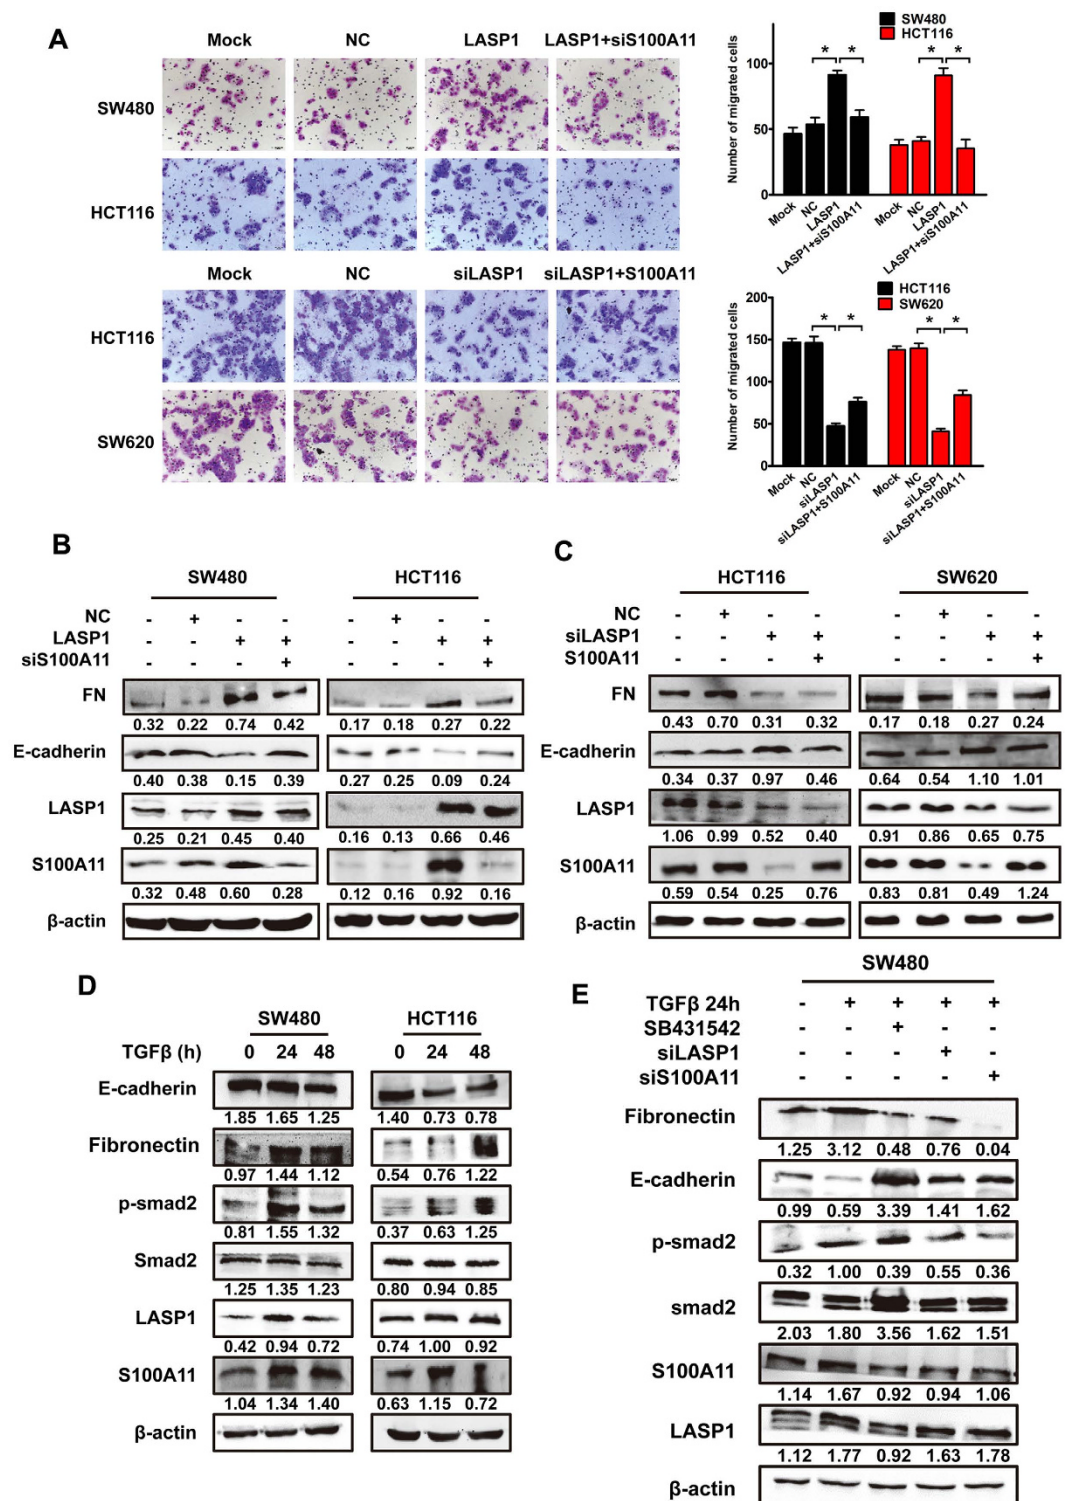 A
Mock NC LASP1 LASP1+siS100A11
SW480
HCT116
Mock NC siLASP1 siLASP1+S100A11
HCT116
SW620
SW480
HCT116
Number of migrated cells
100
50
0
* * * *
Mock NC LASP1 LASP1+siS100A11 Mock NC LASP1 LASP1+siS100A11
HCT116
SW620
Number of migrated cells
200
150
100
50
0
* * * *
Mock NC siLASP1 siLASP1+S100A11 Mock NC siLASP1 siLASP1+S100A11
B
SW480 HCT116
NC - + - - - + - -
LASP1 - - + + - - + +
siS100A11 - - - + - - - +
FN
0.32 0.22 0.74 0.42 0.17 0.18 0.27 0.22
E-cadherin
0.40 0.38 0.15 0.39 0.27 0.25 0.09 0.24
LASP1
0.25 0.21 0.45 0.40 0.16 0.13 0.66 0.46
S100A11
0.32 0.48 0.60 0.28 0.12 0.16 0.92 0.16
β-actin
C
HCT116 SW620
NC - + - - - + - -
siLASP1 - - + + - - + +
S100A11 - - - + - - - +
FN
0.43 0.70 0.31 0.32 0.17 0.18 0.27 0.24
E-cadherin
0.34 0.37 0.97 0.46 0.64 0.54 1.10 1.01
LASP1
1.06 0.99 0.52 0.40 0.91 0.86 0.65 0.75
S100A11
0.59 0.54 0.25 0.76 0.83 0.81 0.49 1.24
β-actin
D
SW480 HCT116
TGFβ (h) 0 24 48 0 24 48
E-cadherin
1.85 1.65 1.25 1.40 0.73 0.78
Fibronectin
0.97 1.44 1.12 0.54 0.76 1.22
p-smad2
0.81 1.55 1.32 0.37 0.63 1.25
Smad2
1.25 1.35 1.23 0.80 0.94 0.85
LASP1
0.42 0.94 0.72 0.74 1.00 0.92
S100A11
1.04 1.34 1.40 0.63 1.15 0.72
β-actin
E
SW480
TGFβ 24h - + + + +
SB431542 - - + - -
siLASP1 - - - + -
siS100A11 - - - - +
Fibronectin
1.25 3.12 0.48 0.76 0.04
E-cadherin
0.99 0.59 3.39 1.41 1.62
p-smad2
0.32 1.00 0.39 0.55 0.36
smad2
2.03 1.80 3.56 1.62 1.51
S100A11
1.14 1.67 0.92 0.94 1.06
LASP1
1.12 1.77 0.92 1.63 1.78
β-actin